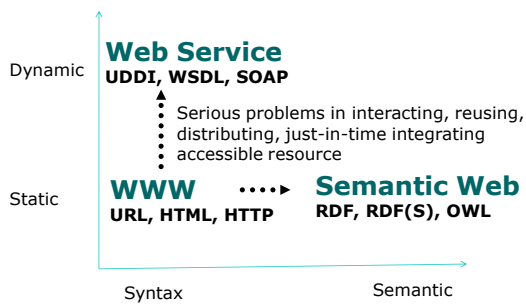 Web Service
Dynamic
UDDI, WSDL, SOAP
Serious problems in interacting, reusing,
distributing, just-in-time integrating
accessible resource
WWW
Semantic Web
Static
URL, HTML, HTTP
RDF, RDF(S), OWL
Syntax
Semantic